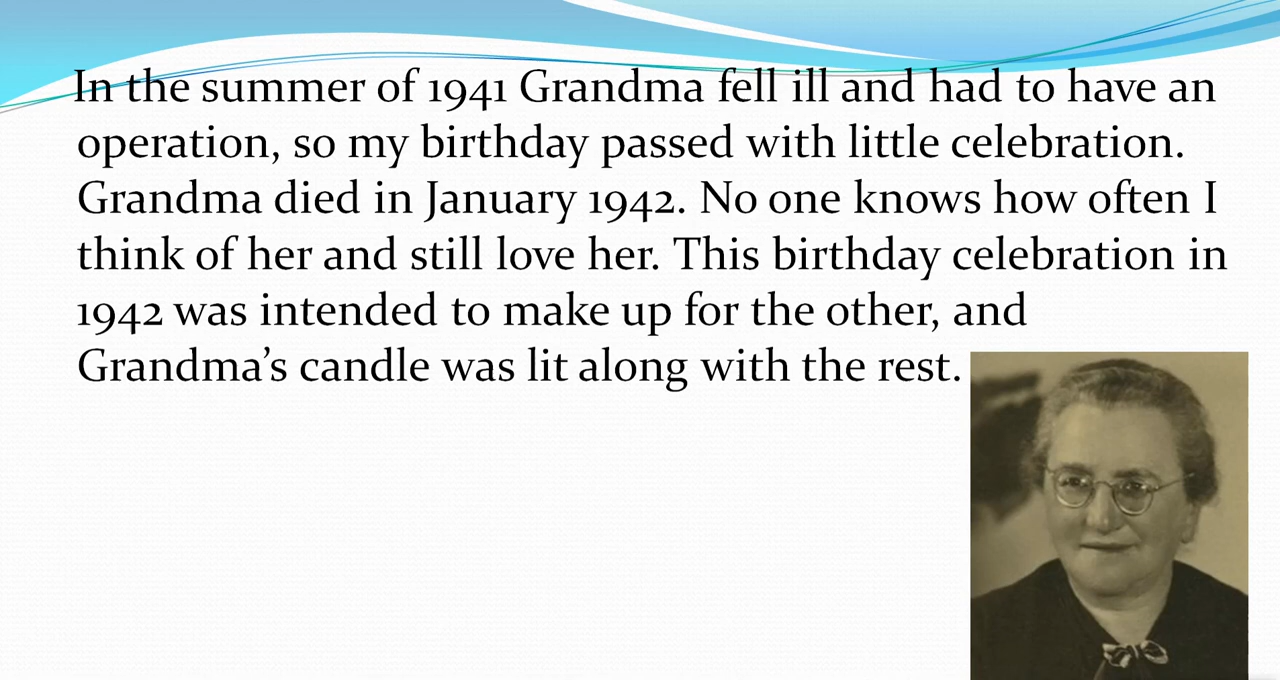 In the summer of 1941 Grandma fell ill and had to have an
operation, so my birthday passed with little celebration.
Grandma died in January 1942. No one knows how often I
think of her and still love her. This birthday celebration in
1942 was intended to make up for the other, and
Grandma’s candle was lit along with the rest.